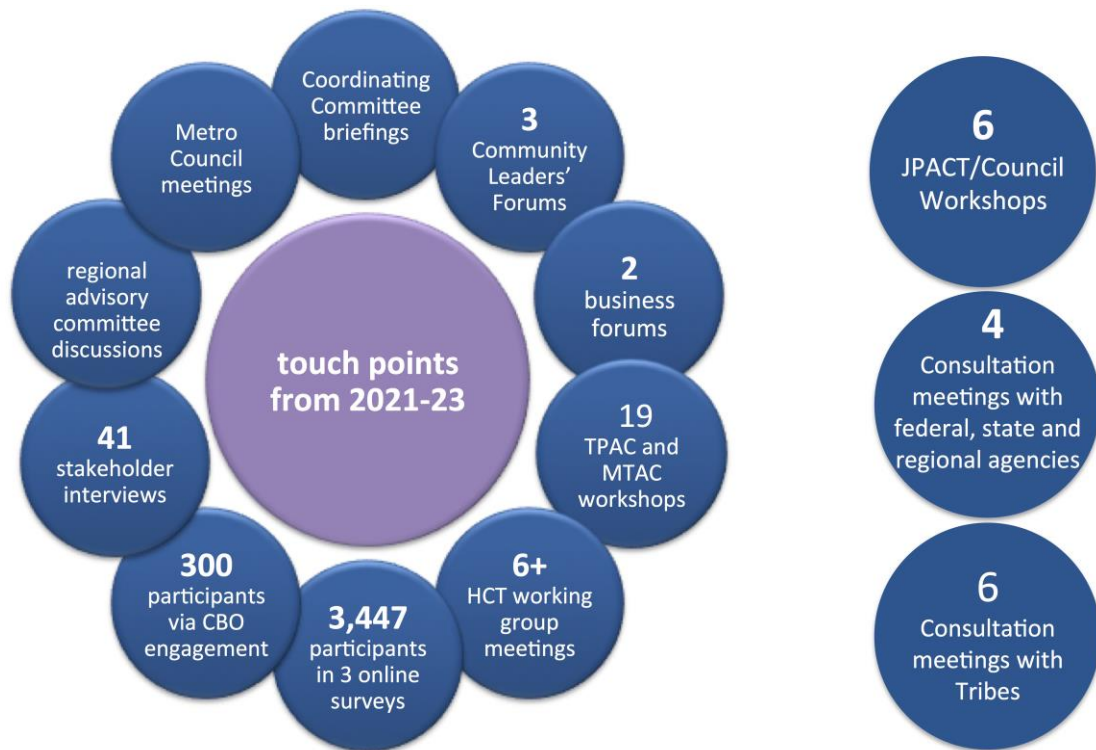 touch points
from 2021-23
Coordinating
Committee
briefings
3
Community
Leaders’
Forums
2
business
forums
19
TPAC and
MTAC
workshops
6+
HCT working
group
meetings
3,447
participants
in 3 online
surveys
300
participants
via CBO
engagement
41
stakeholder
interviews
regional
advisory
committee
discussions
Metro
Council
meetings
6
JPACT/Council
Workshops
4
Consultation
meetings with
federal, state and
regional agencies
6
Consultation
meetings with
Tribes